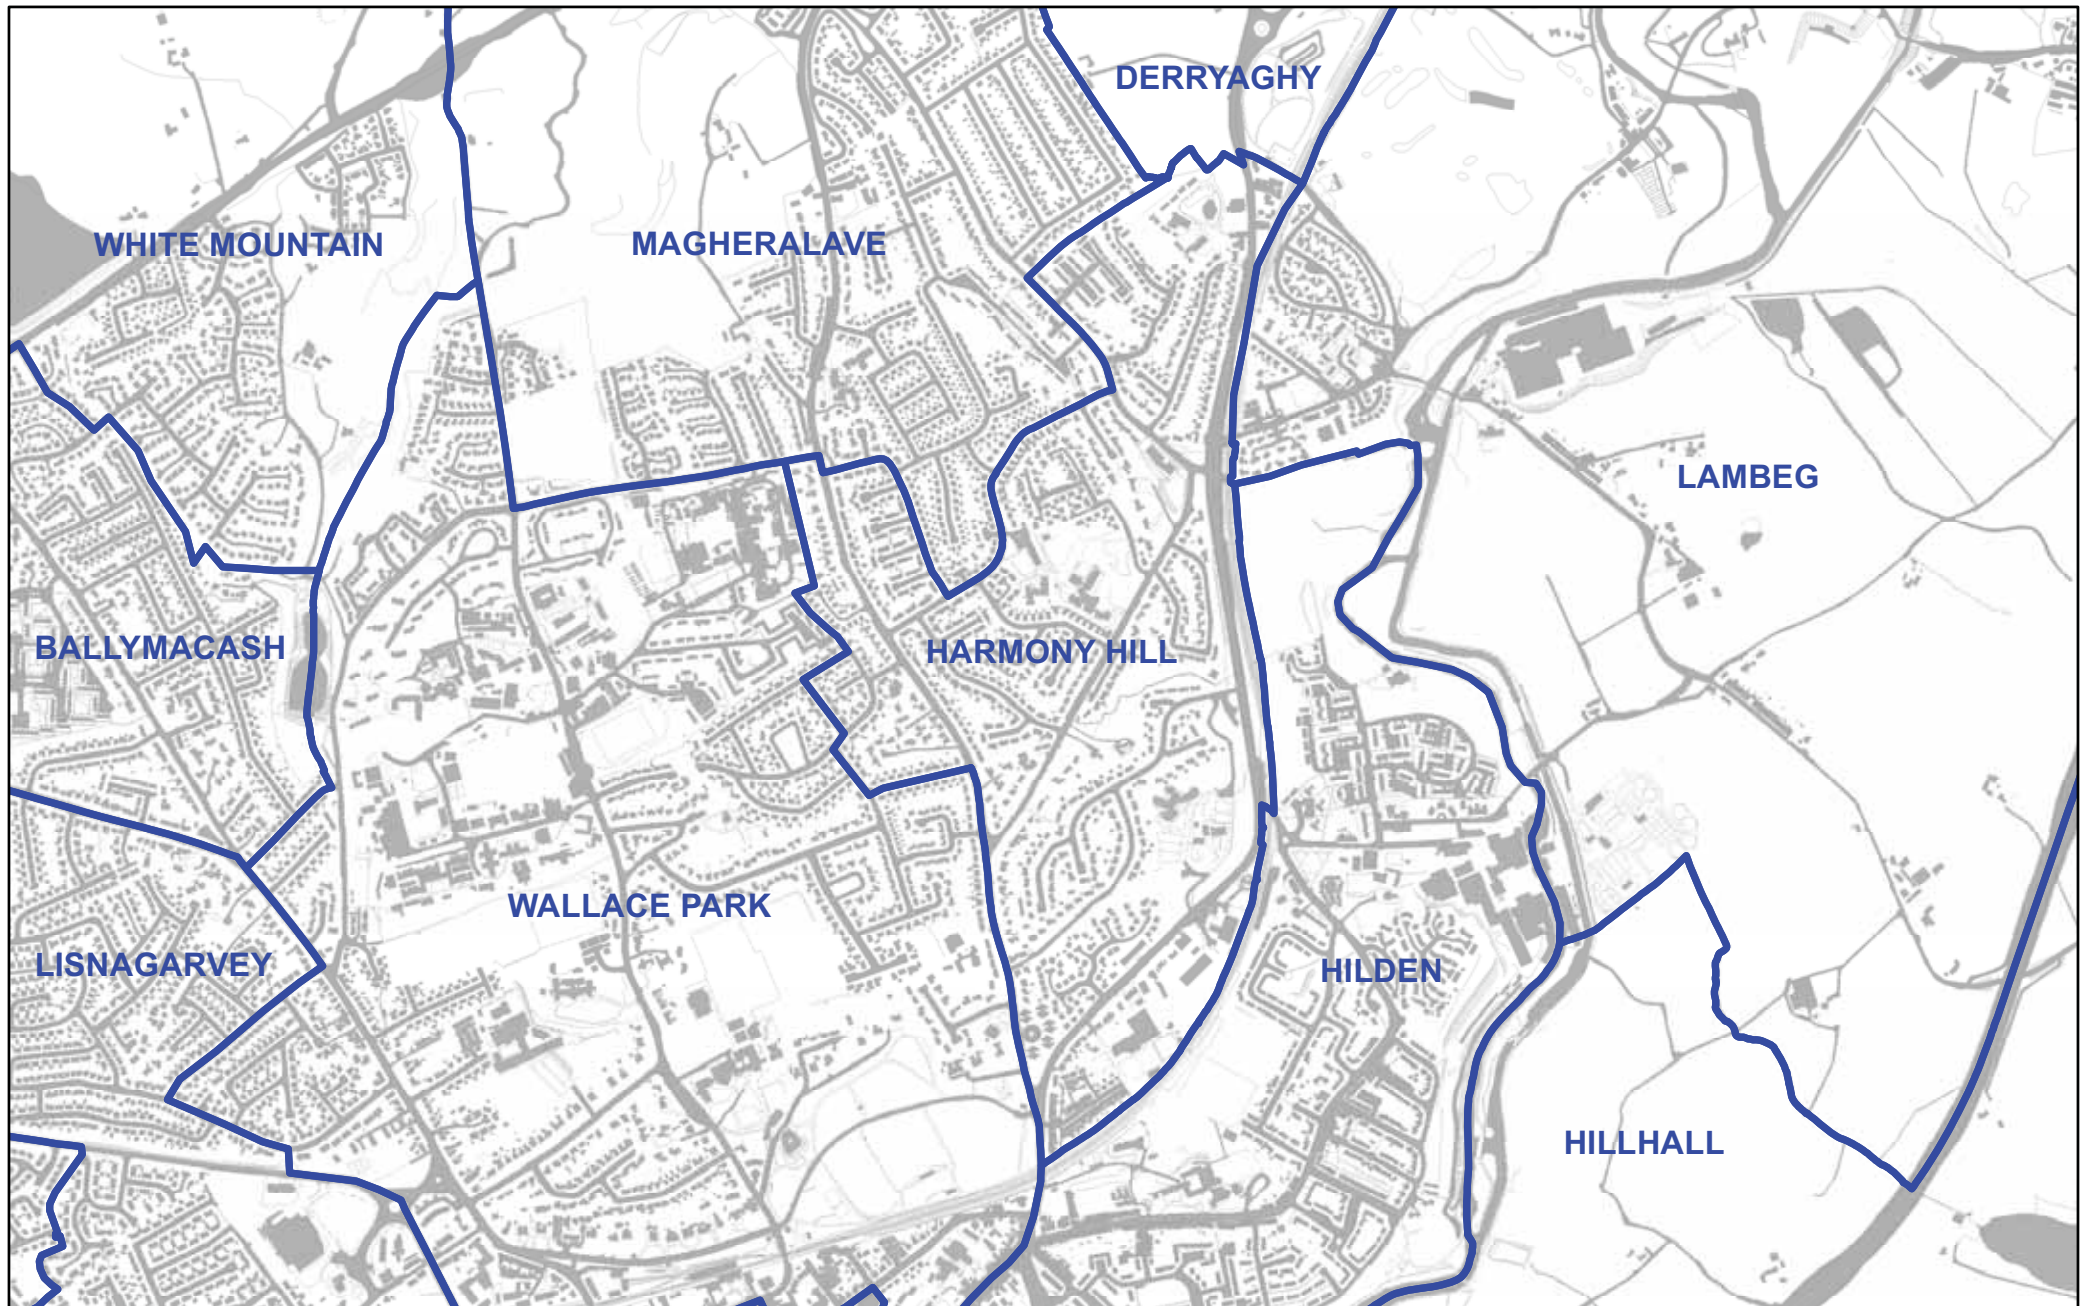 DERRYAGHY
WHITE MOUNTAIN
MAGHERALAVE
LAMBEG
BALLYMACASH
HARMONY HILL
WALLACE PARK
LISNAGARVEY
HILDEN
HILLHALL